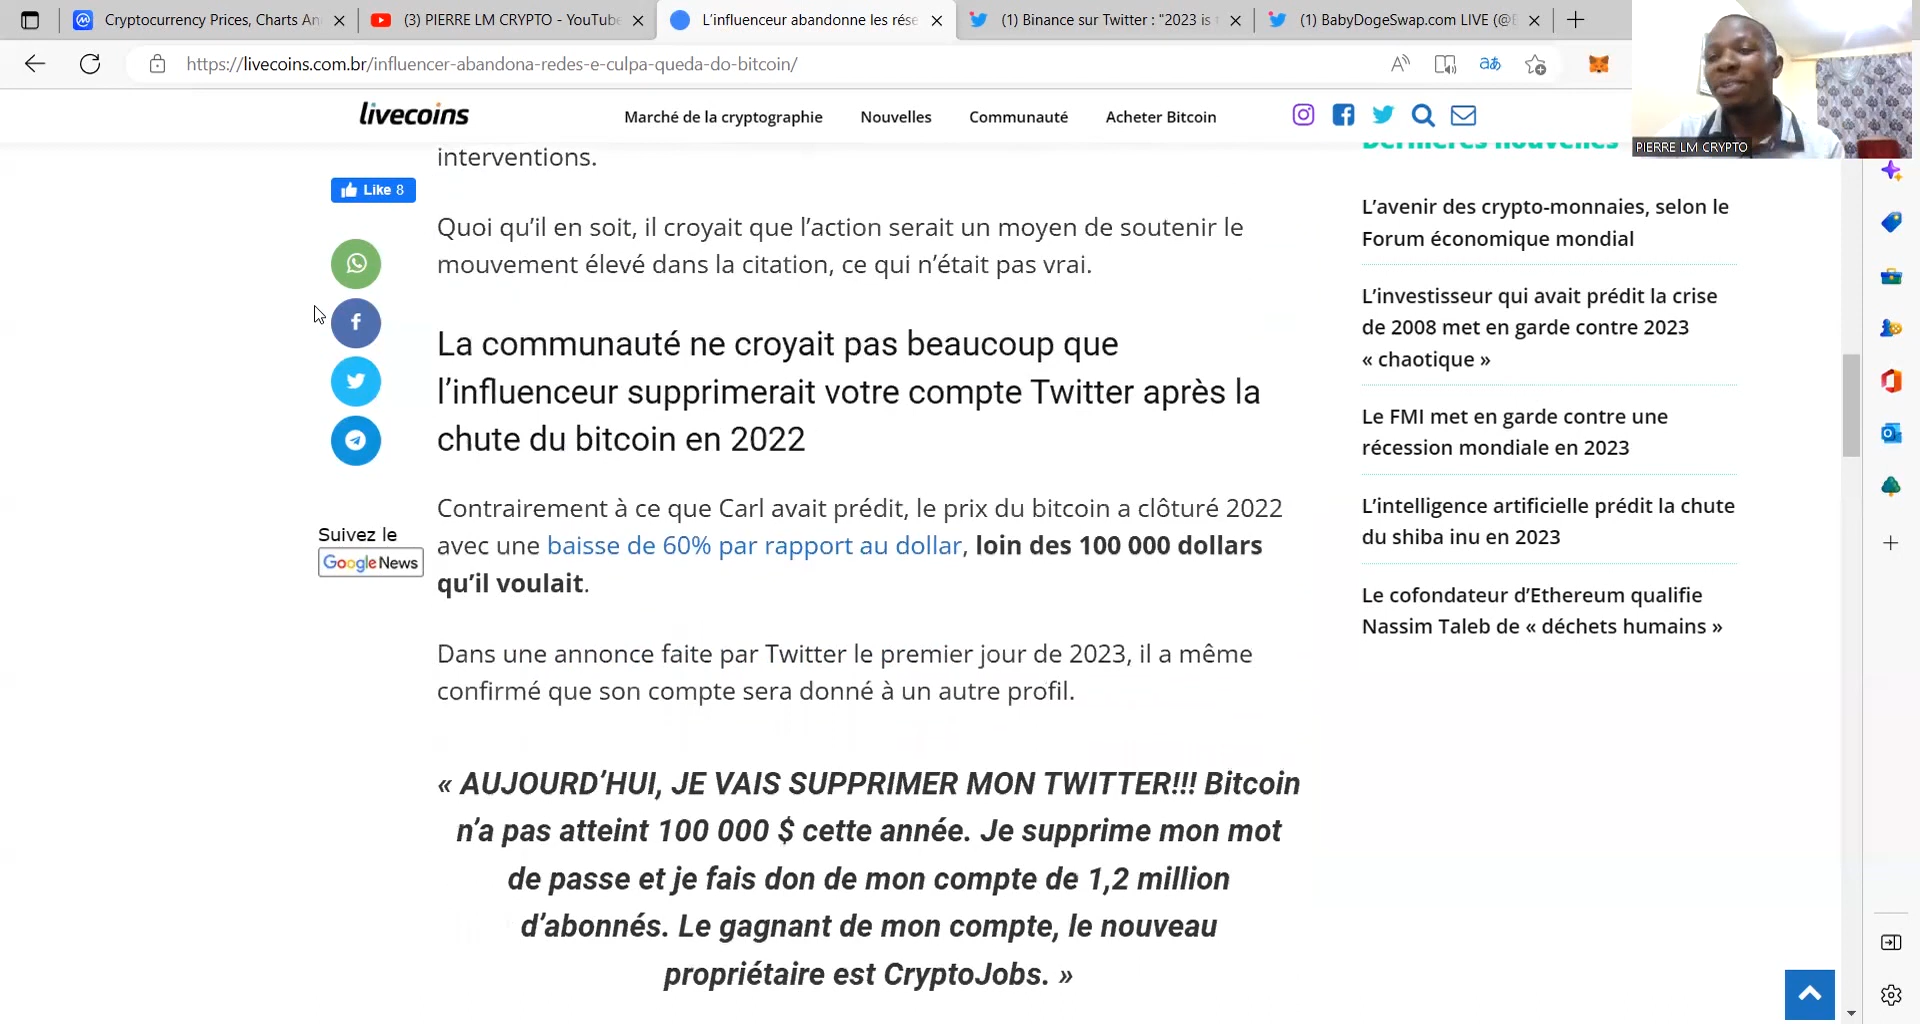 Cryptocurrency Prices, Charts An
(3) PIERRE LM CRYPTO - YouTube
L'influenceur abandonne les rése
(1) Binance sur Twitter : "2023 is
(1) BabyDogeSwap.com LIVE (@
https://livecoins.com.br/influencer-abandona-redes-e-culpa-queda-do-bitcoin/
PIERRE LM CRYPTO
livecoins
Marché de la cryptographie
Nouvelles
Communauté
Acheter Bitcoin
interventions.
Like 8
Quoi qu'il en soit, il croyait que l'action serait un moyen de soutenir le
mouvement élevé dans la citation, ce qui n'était pas vrai.
La communauté ne croyait pas beaucoup que
l'influenceur supprimerait votre compte Twitter après la
chute du bitcoin en 2022
Suivez le
Google News
Contrairement à ce que Carl avait prédit, le prix du bitcoin a clôturé 2022
avec une baisse de 60% par rapport au dollar, loin des 100 000 dollars
qu'il voulait.
Dans une annonce faite par Twitter le premier jour de 2023, il a même
confirmé que son compte sera donné à un autre profil.
« AUJOURD'HUI, JE VAIS SUPPRIMER MON TWITTER!!! Bitcoin
n'a pas atteint 100 000 $ cette année. Je supprime mon mot
de passe et je fais don de mon compte de 1,2 million
d'abonnés. Le gagnant de mon compte, le nouveau
propriétaire est CryptoJobs. »
Dernières nouvelles
L'avenir des crypto-monnaies, selon le
Forum économique mondial
L'investisseur qui avait prédit la crise
de 2008 met en garde contre 2023
« chaotique »
Le FMI met en garde contre une
récession mondiale en 2023
L'intelligence artificielle prédit la chute
du shiba inu en 2023
Le cofondateur d'Ethereum qualifie
Nassim Taleb de « déchets humains »